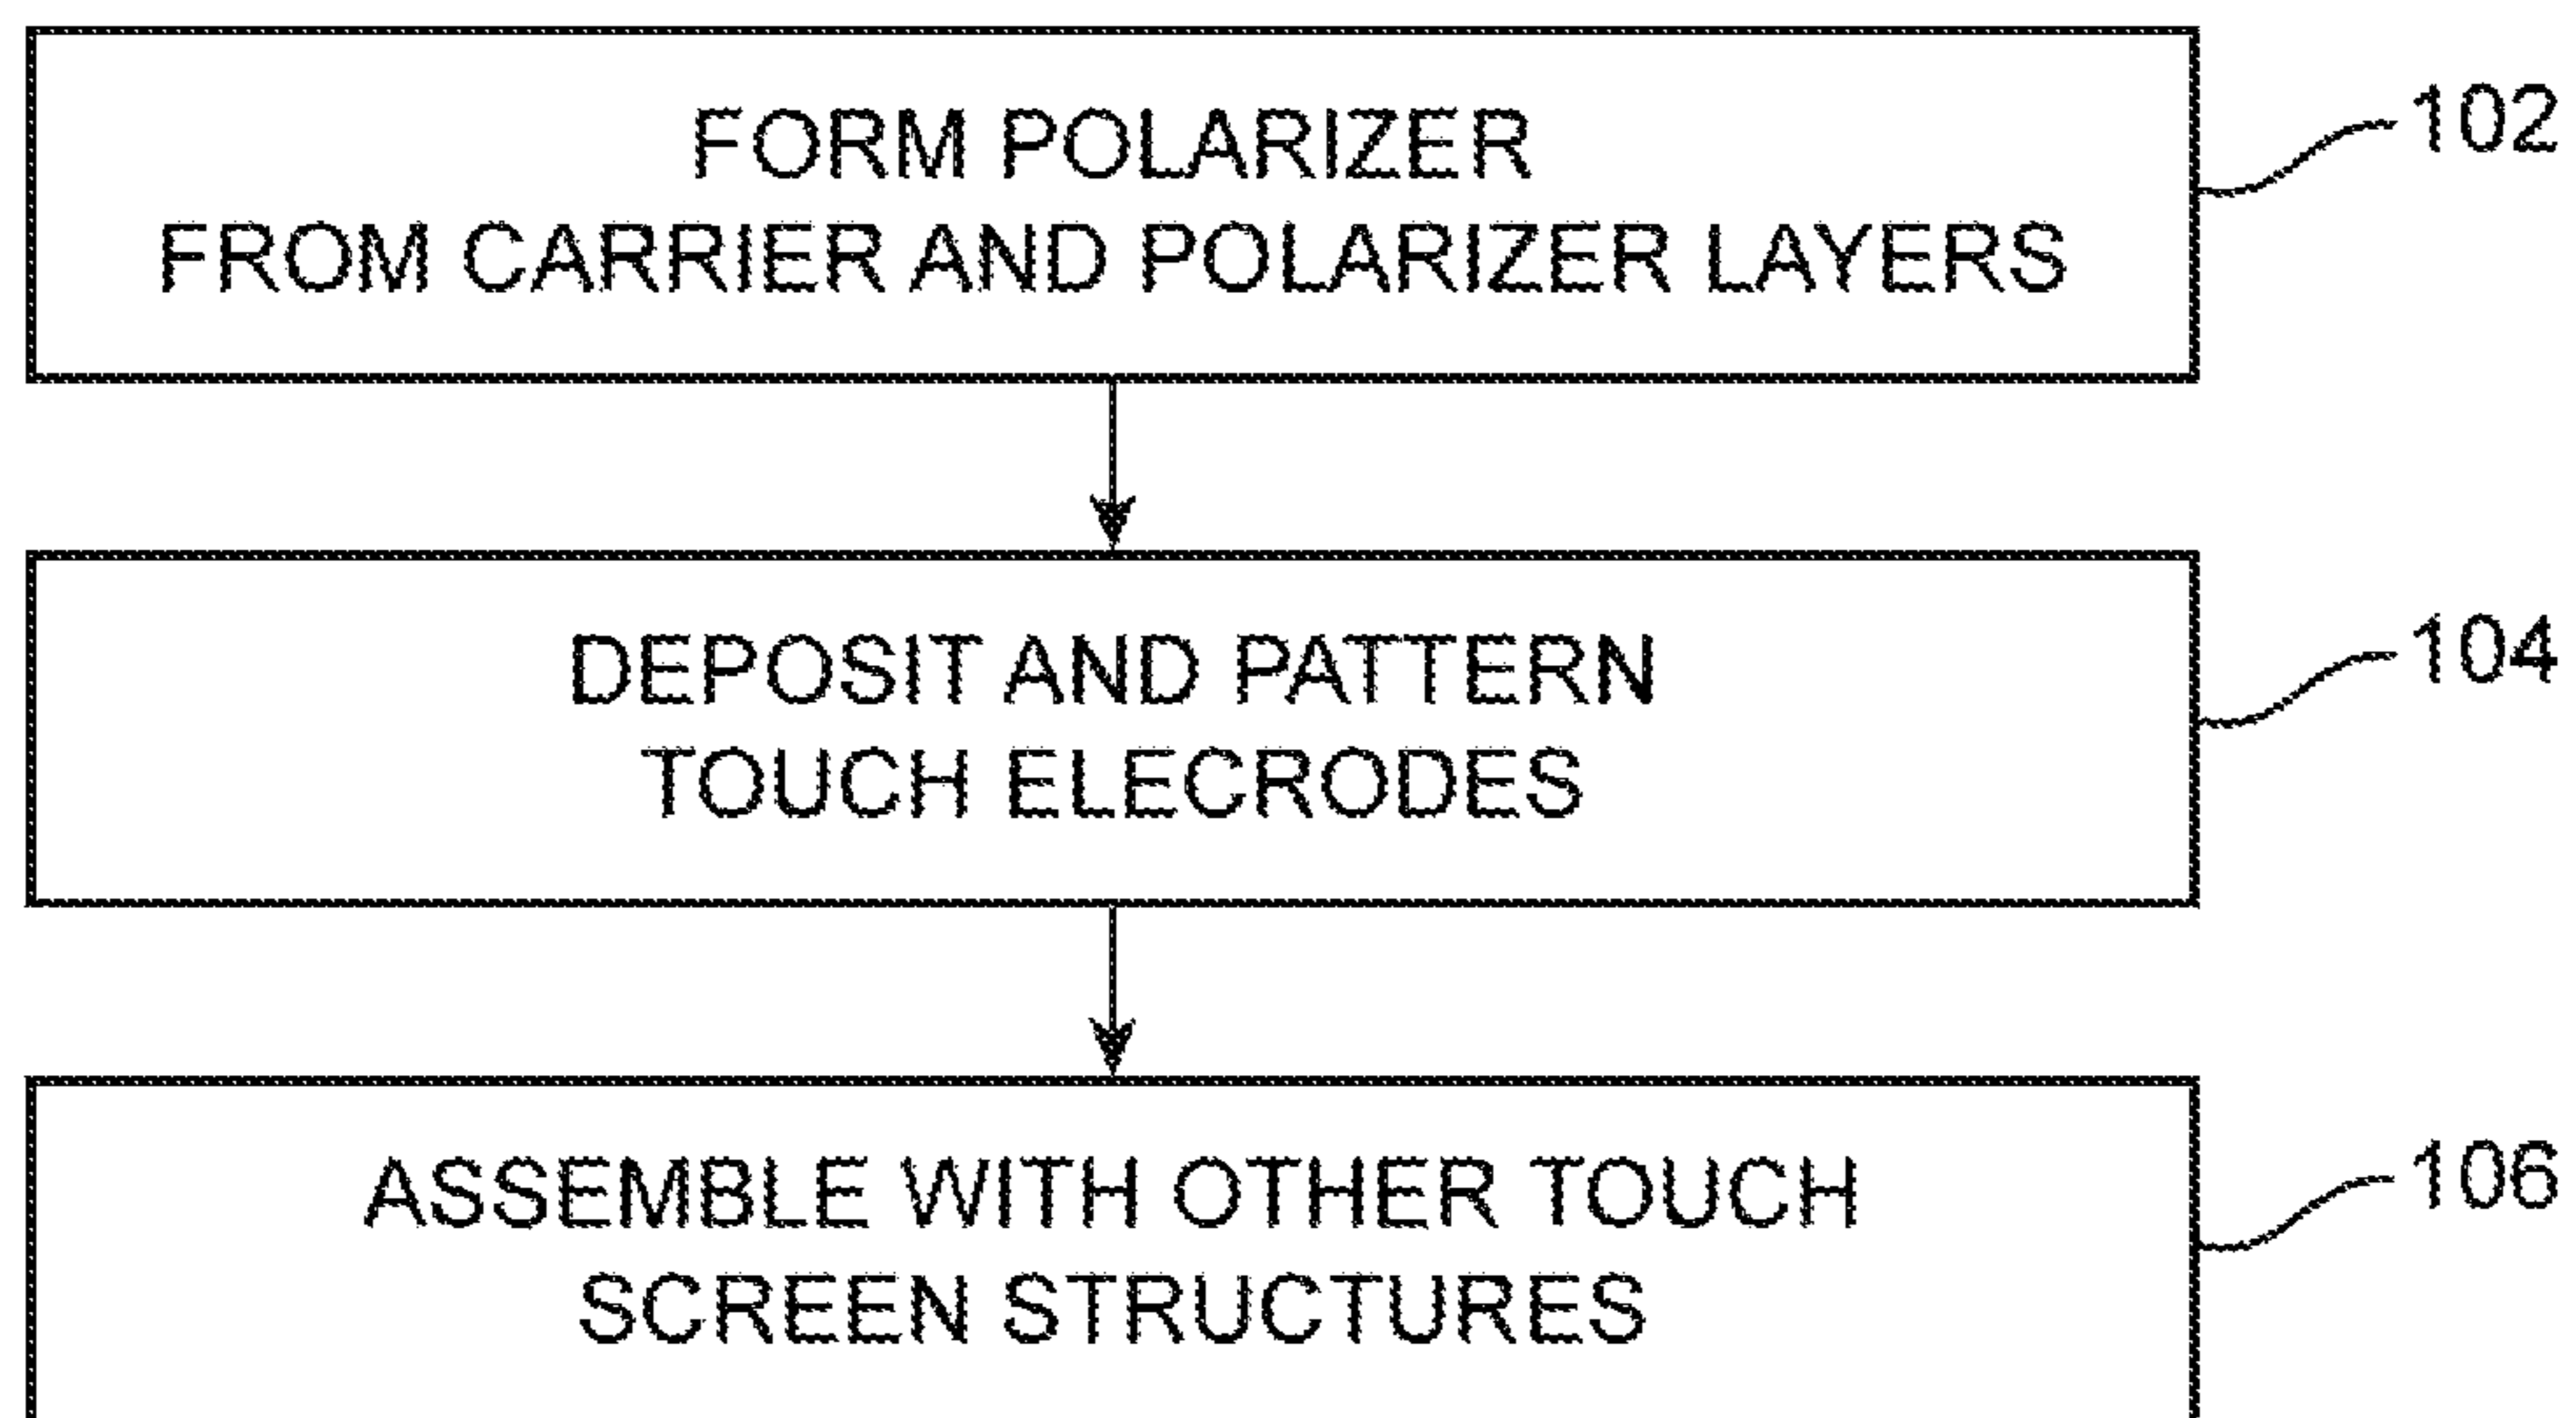 FORM POLARIZER
FROM CARRIER AND POLARIZER LAYERS
102
DEPOSIT AND PATTERN
TOUCH ELECRODES
104
ASSEMBLE WITH OTHER TOUCH
SCREEN STRUCTURES
106